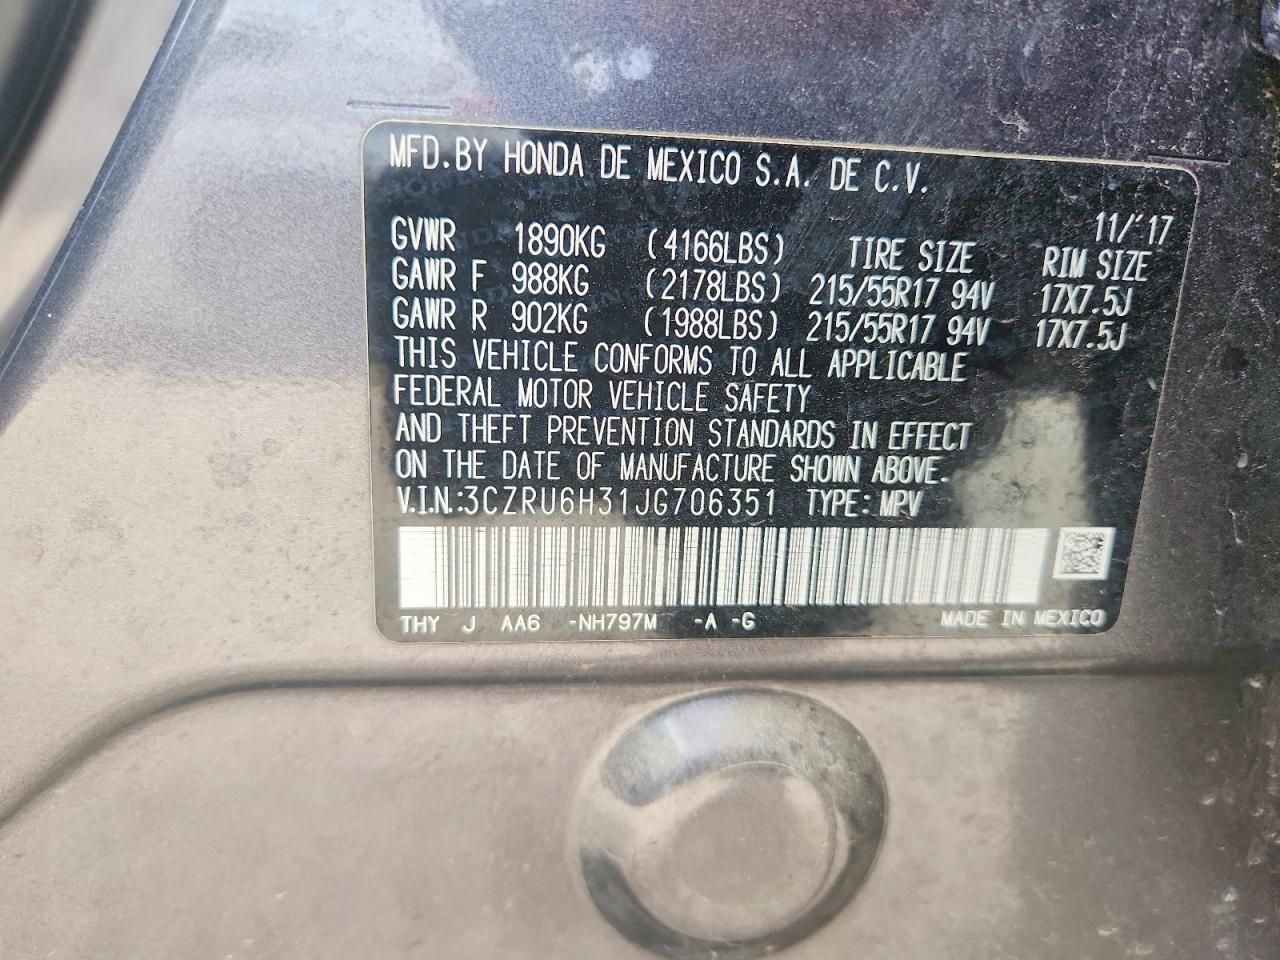 MFD. BY HONDA DE MEXICO S.A. DE C.V.
11/'17
GVWR 1890KG (4166LBS) TIRE SIZE RIM SIZE
GAWR F 988KG (2178LBS) 215/55R17 94V 17X7.5J
GAWR R 902KG (1988LBS) 215/55R17 94V 17X7.5J
THIS VEHICLE CONFORMS TO ALL APPLICABLE
FEDERAL MOTOR VEHICLE SAFETY
AND THEFT PREVENTION STANDARDS IN EFFECT
ON THE DATE OF MANUFACTURE SHOWN ABOVE.
V.I.N.:3CZRU6H31JG706351 TYPE: MPV
THY J AA6 -NH797M -A -G MADE IN MEXICO